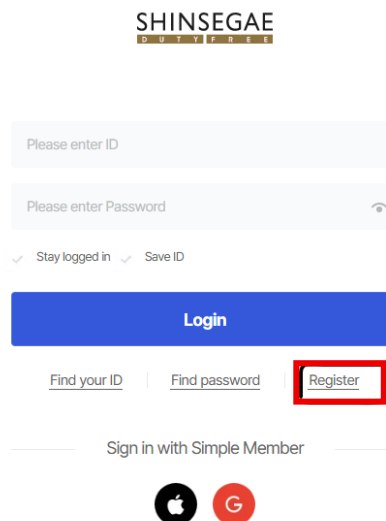 SHINSEGAE
DUTY FREE
Please enter ID
Please enter Password
Stay logged in Save ID
Login
Find your ID Find password Register
Sign in with Simple Member
G